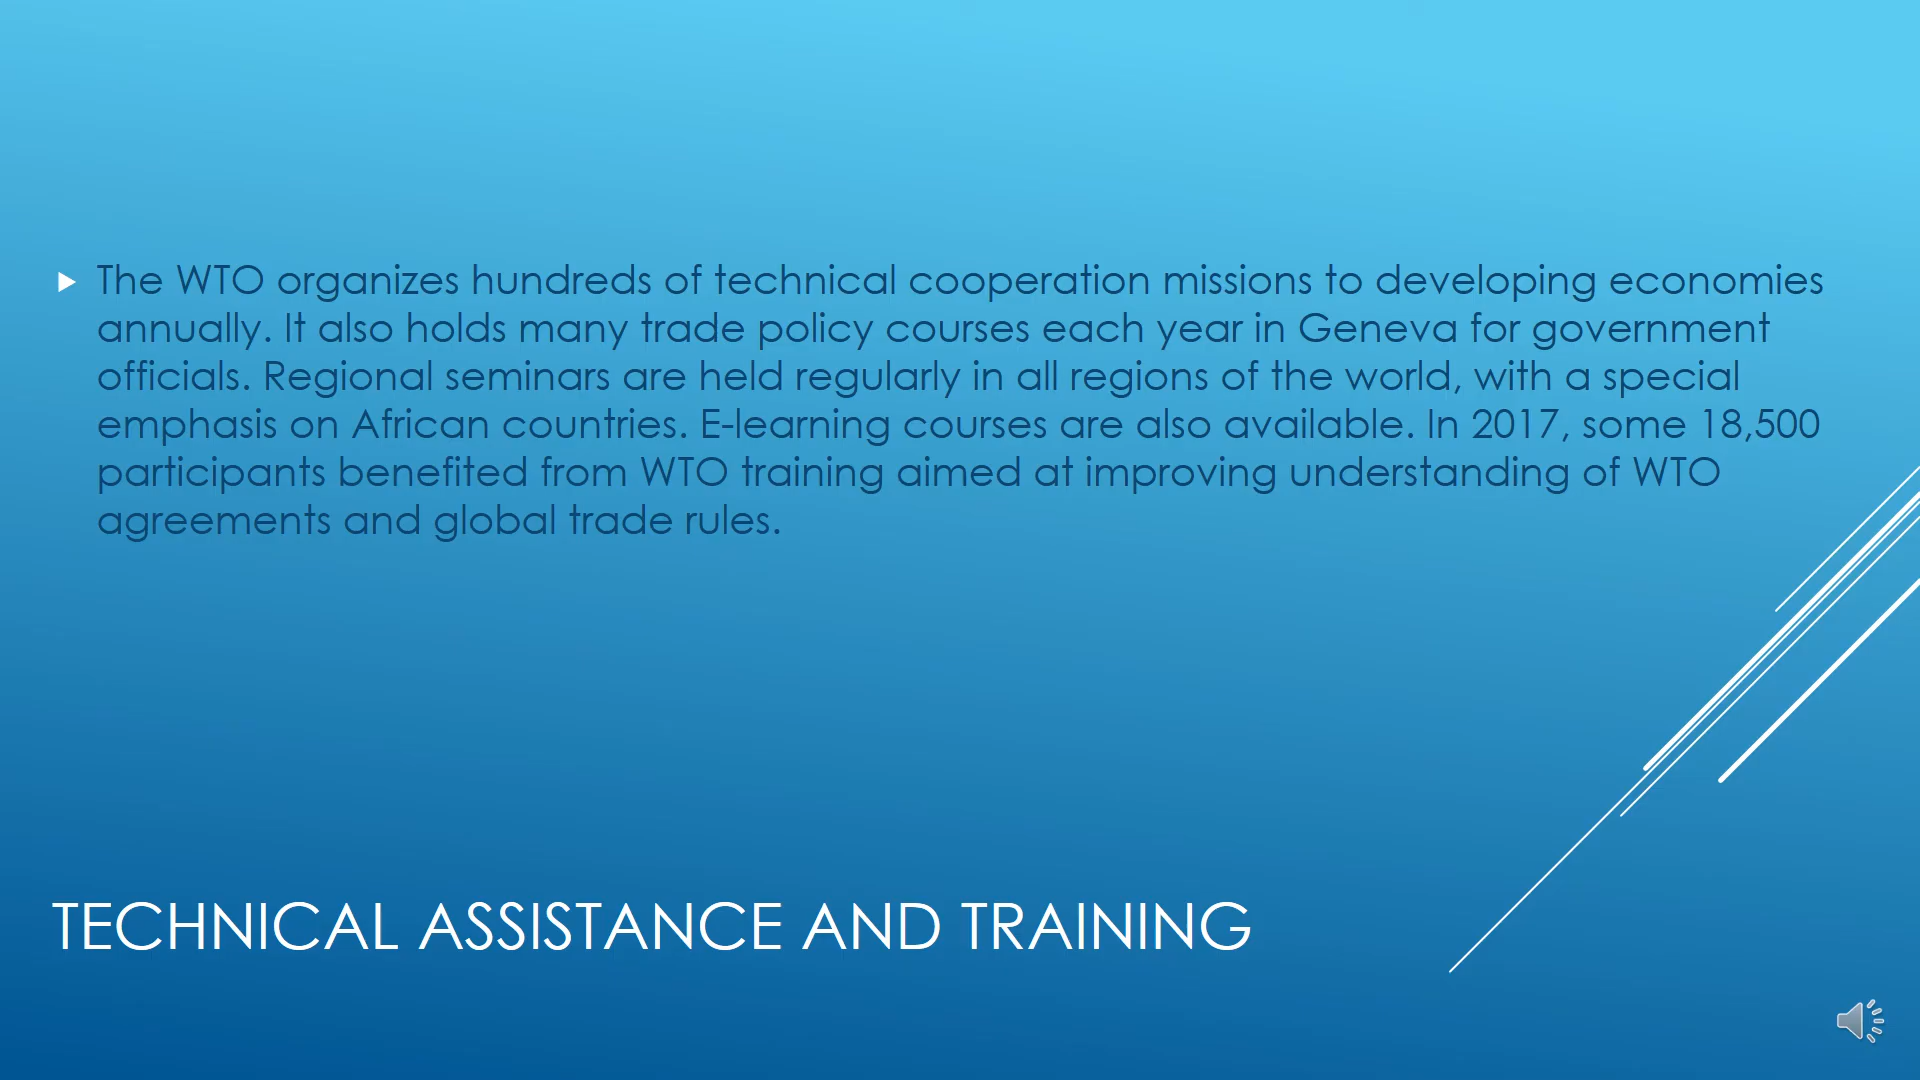 The WTO organizes hundreds of technical cooperation missions to developing economies
annually. It also holds many trade policy courses each year in Geneva for government
officials. Regional seminars are held regularly in all regions of the world, with a special
emphasis on African countries. E-learning courses are also available. In 2017, some 18,500
participants benefited from WTO training aimed at improving understanding of WTO
agreements and global trade rules.
TECHNICAL ASSISTANCE AND TRAINING